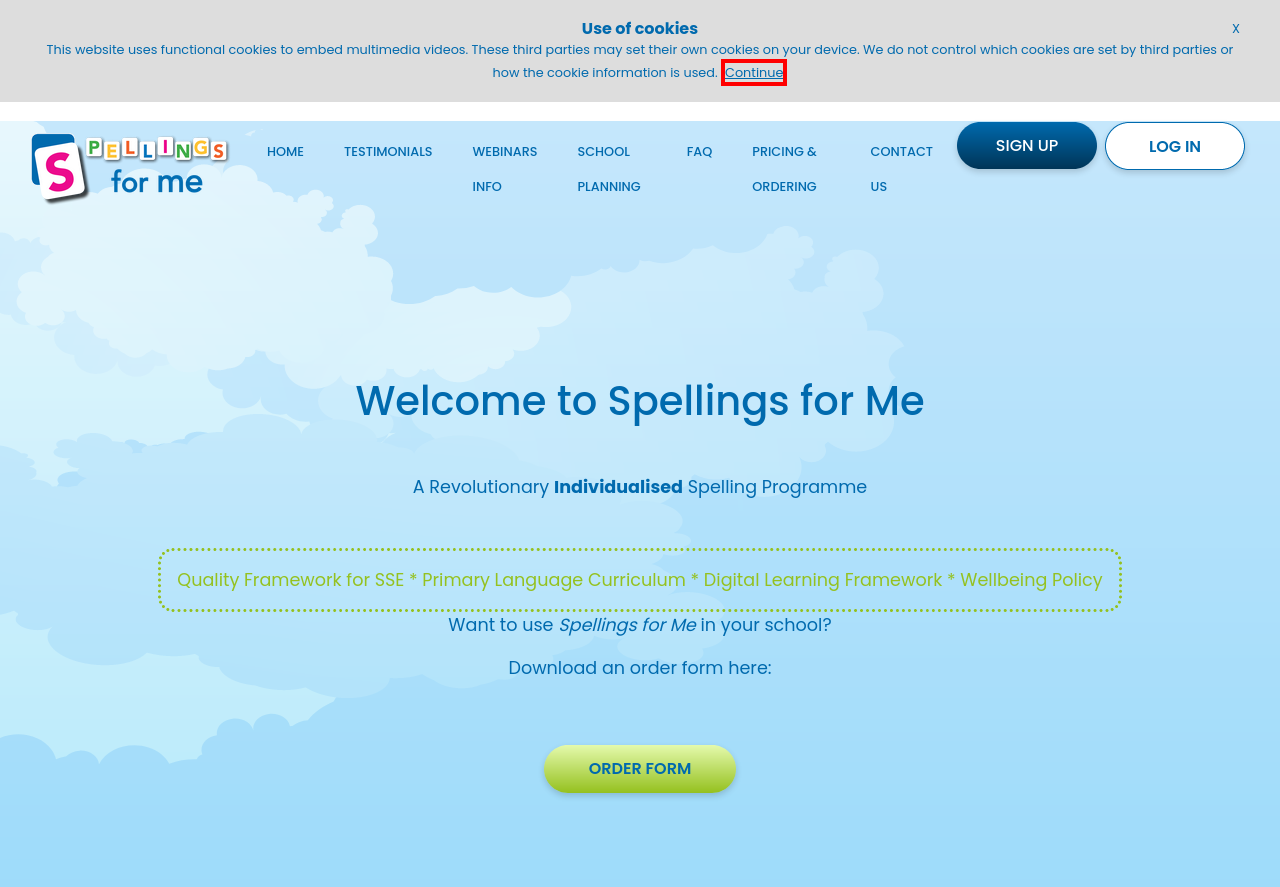 Use of cookies
X
This website uses functional cookies to embed multimedia videos. These third parties may set their own cookies on your device. We do not control which cookies are set by third parties or
how the cookie information is used. Continue
SPELLINGS
for me
HOME
TESTIMONIALS
WEBINARS
INFO
SCHOOL
PLANNING
FAQ
PRICING &
ORDERING
CONTACT
US
SIGN UP
LOG IN
Welcome to Spellings for Me
A Revolutionary Individualised Spelling Programme
Quality Framework for SSE * Primary Language Curriculum * Digital Learning Framework * Wellbeing Policy
Want to use Spellings for Me in your school?
Download an order form here:
ORDER FORM